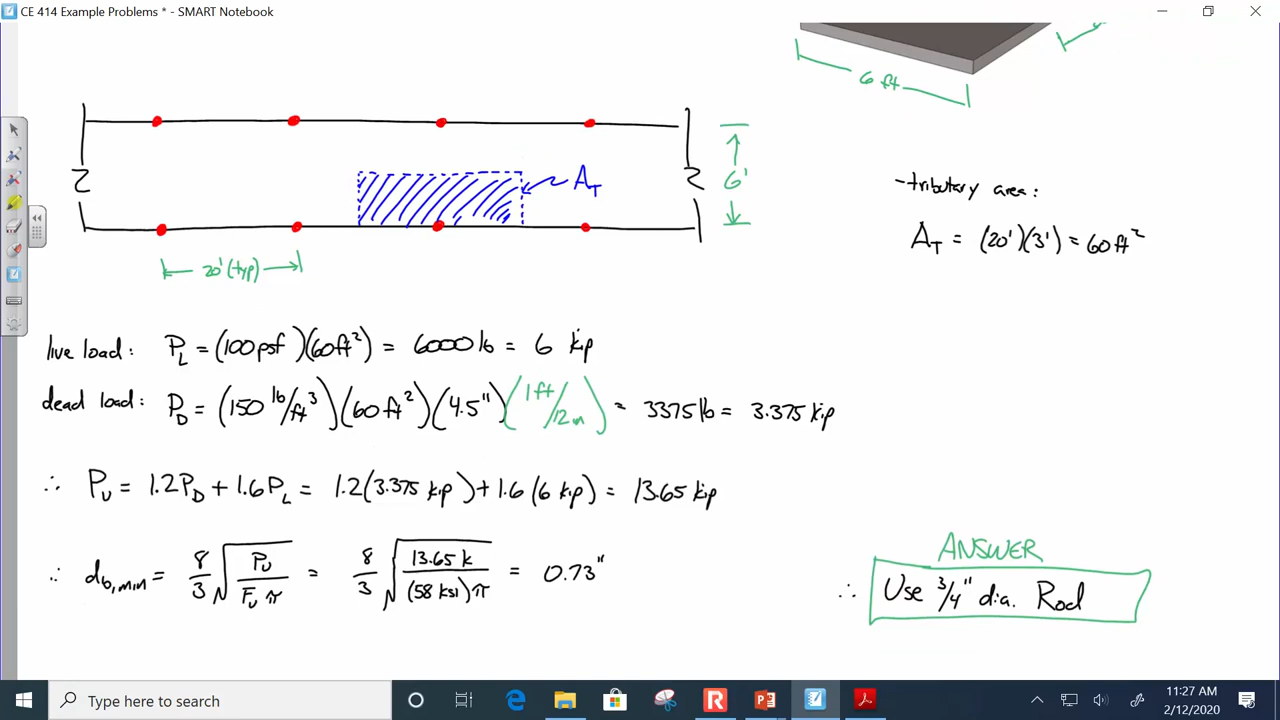 CE 414 Example Problems * - SMART Notebook
6 ft
A_T
6'
20' (typ)
-tributary area:
A_T = (20')(3') = 60 ft²
live load: P_L = (100 psf)(60 ft²) = 6000 lb = 6 kip
dead load: P_D = (150 lb/ft³)(60 ft²)(4.5")(1ft/12in) = 3375 lb = 3.375 kip
∴ P_u = 1.2P_D + 1.6P_L = 1.2(3.375 kip) + 1.6(6 kip) = 13.65 kip
∴ d_b,min = 8/3 √(P_u/(F_u π)) = 8/3 √(13.65 k/((58 ksi)π)) = 0.73"
ANSWER
∴ Use 3/4" dia. Rod
Type here to search
11:27 AM
2/12/2020